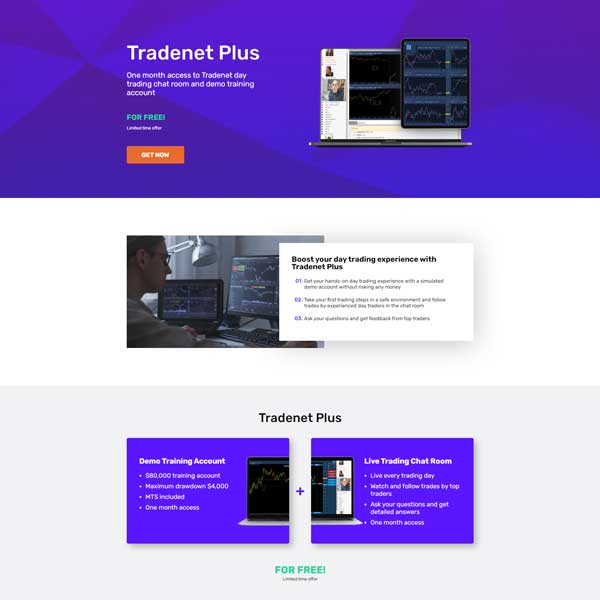 Tradenet Plus
One month access to Tradenet day
trading chat room and demo training
account
FOR FREE!
Limited time offer
GET NOW
Boost your day trading experience with
Tradenet Plus
01. Get your hands-on day trading experience with a simulated
demo account without risking any money
02. Take your first trading steps in a safe environment and follow
trades by experienced day traders in the chat room
03. Ask your questions and get feedback from top traders
Tradenet Plus
Demo Training Account
• $80,000 training account
• Maximum drawdown $4,000
• MTS included
• One month access
+
Live Trading Chat Room
• Live every trading day
• Watch and follow trades by top
traders
• Ask your questions and get
detailed answers
• One month access
FOR FREE!
Limited time offer